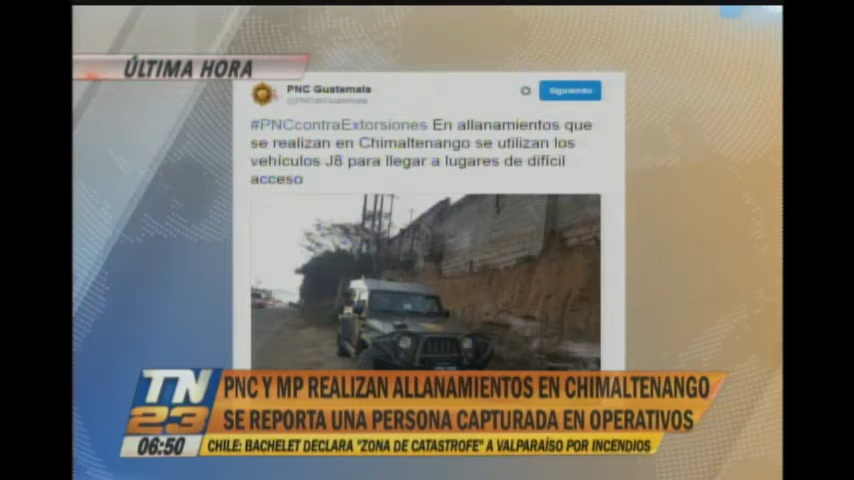 ÚLTIMA HORA
PNC Guatemala
Siguiendo
#PNCcontraExtorsiones En allanamientos que
se realizan en Chimaltenango se utilizan los
vehículos J8 para llegar a lugares de difícil
acceso
TN
23
06:50
PNC Y MP REALIZAN ALLANAMIENTOS EN CHIMALTENANGO
SE REPORTA UNA PERSONA CAPTURADA EN OPERATIVOS
CHILE: BACHELET DECLARA "ZONA DE CATASTROFE" A VALPARAÍSO POR INCENDIOS